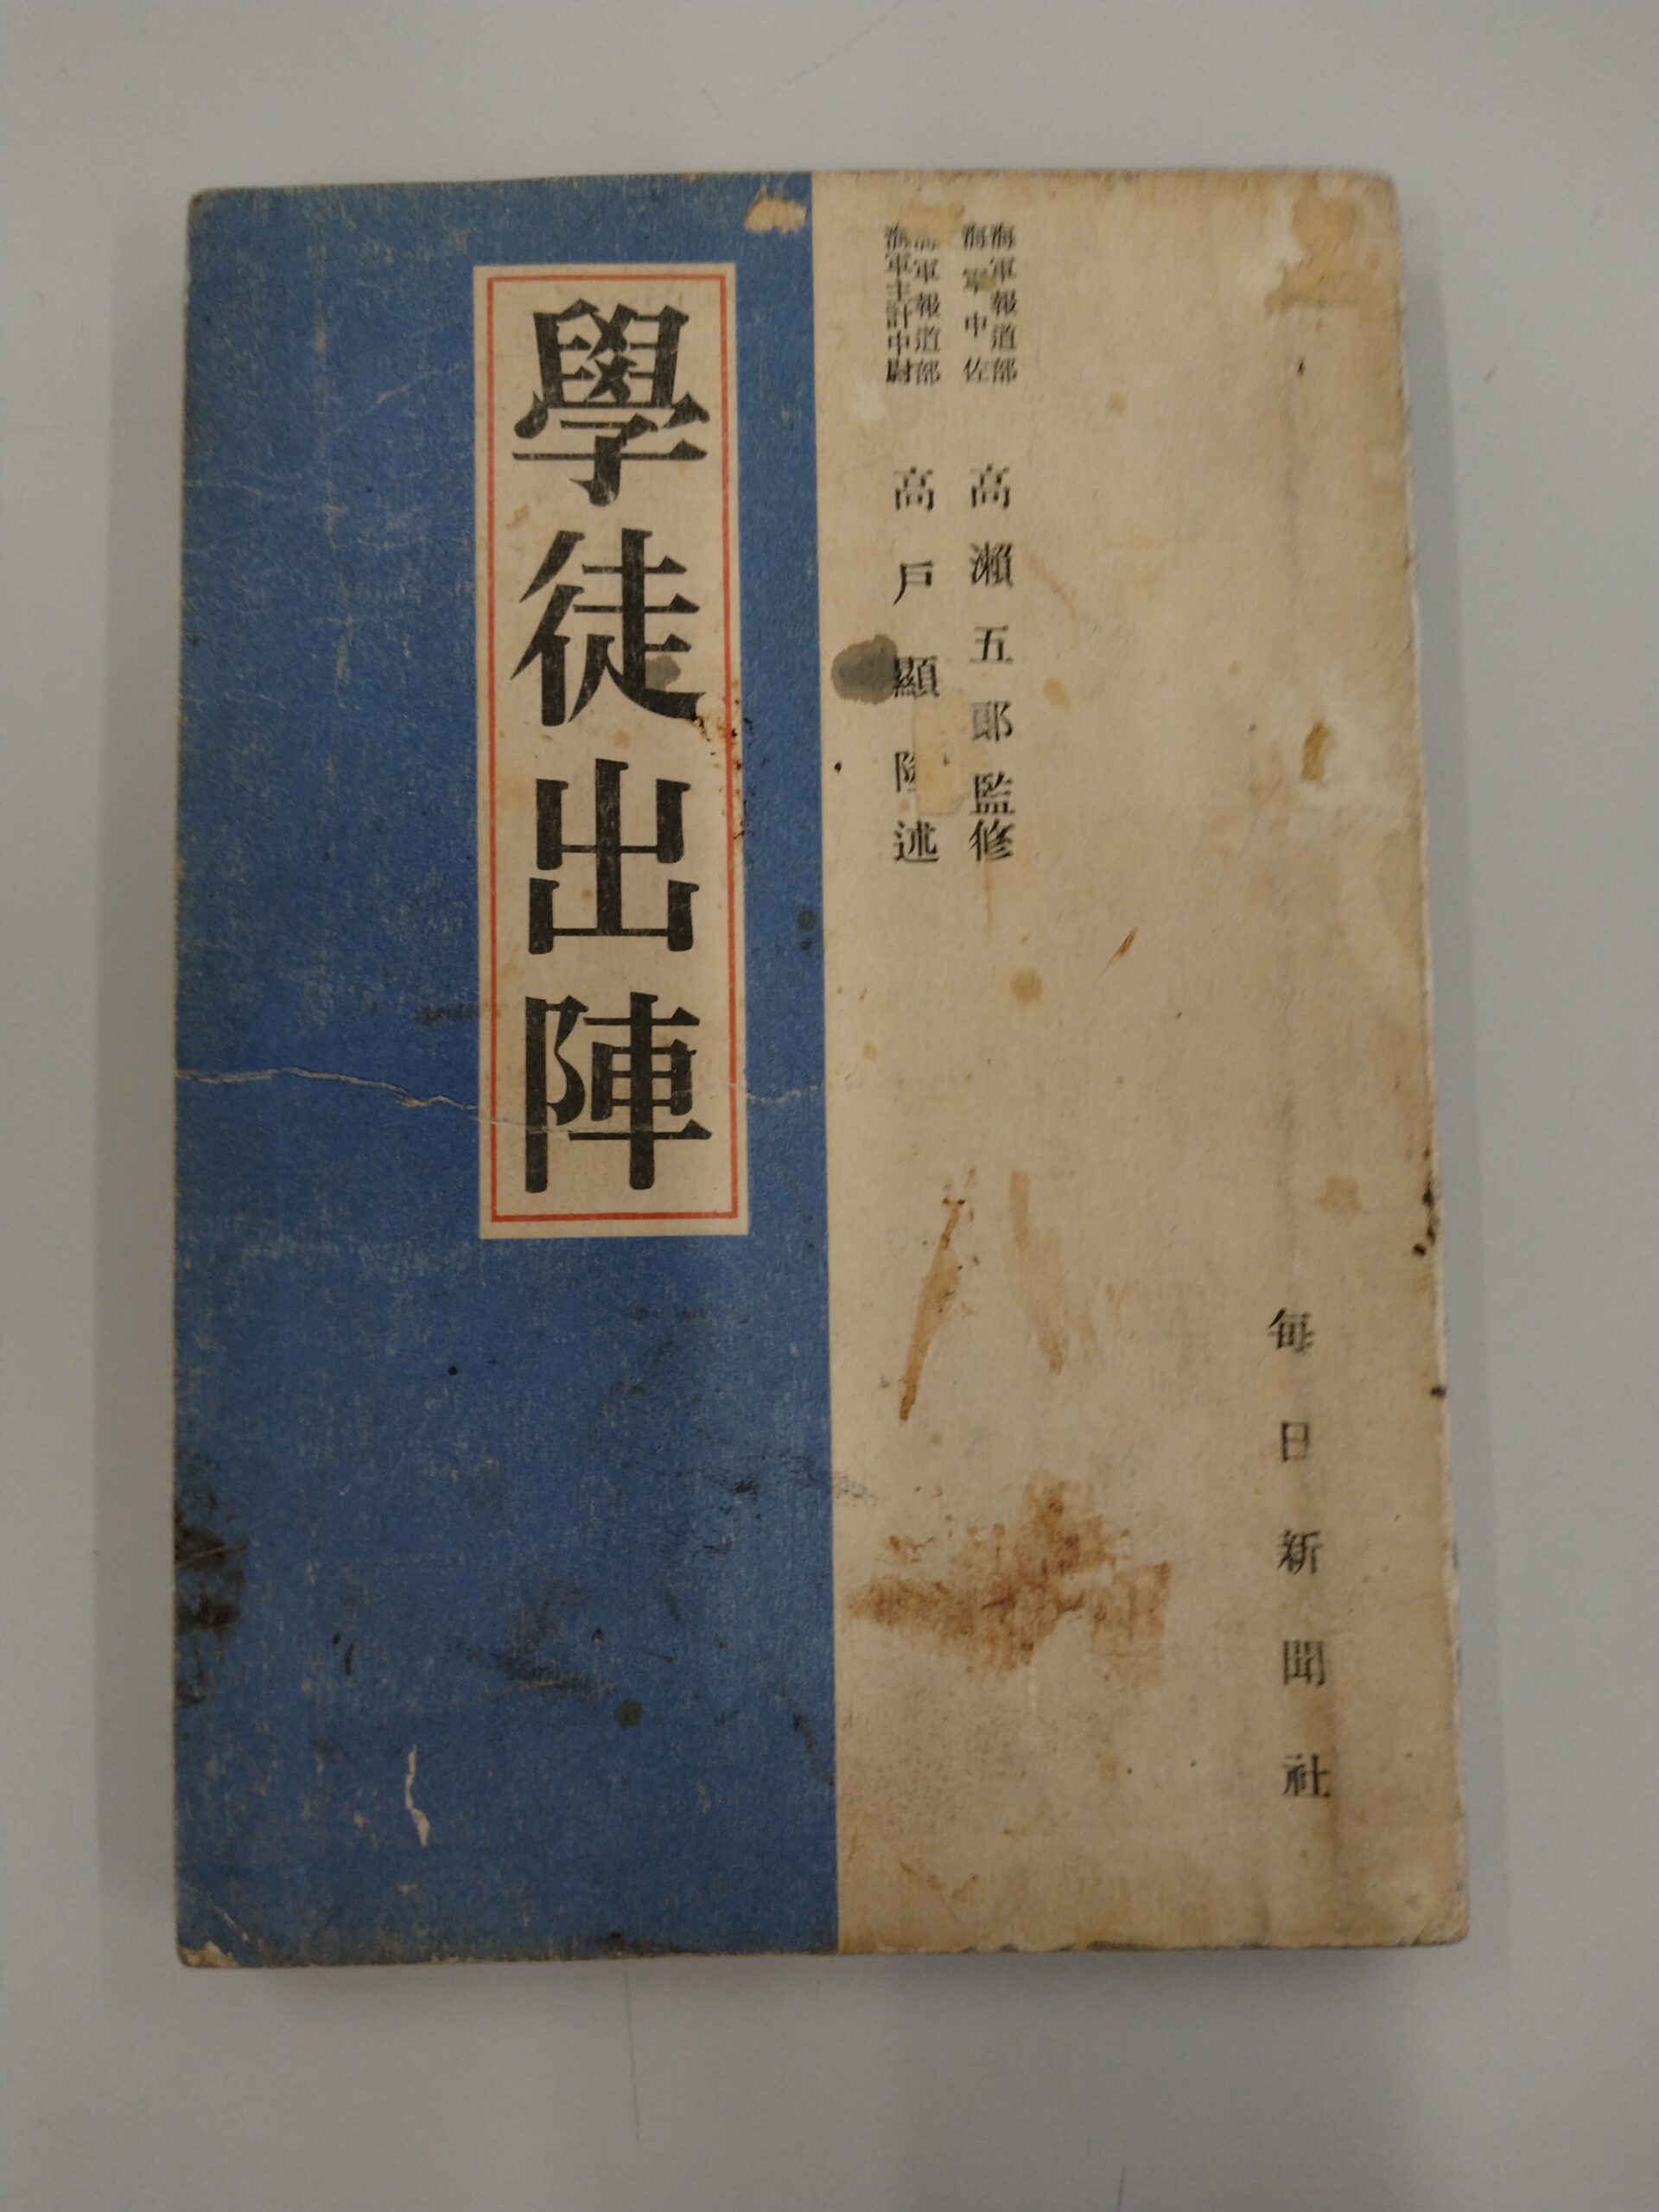 海軍報道部
海軍中佐
高瀨五郎監修
海軍報道部
海軍主計中尉
高戸顯隆述
學徒出陣
每日新聞社